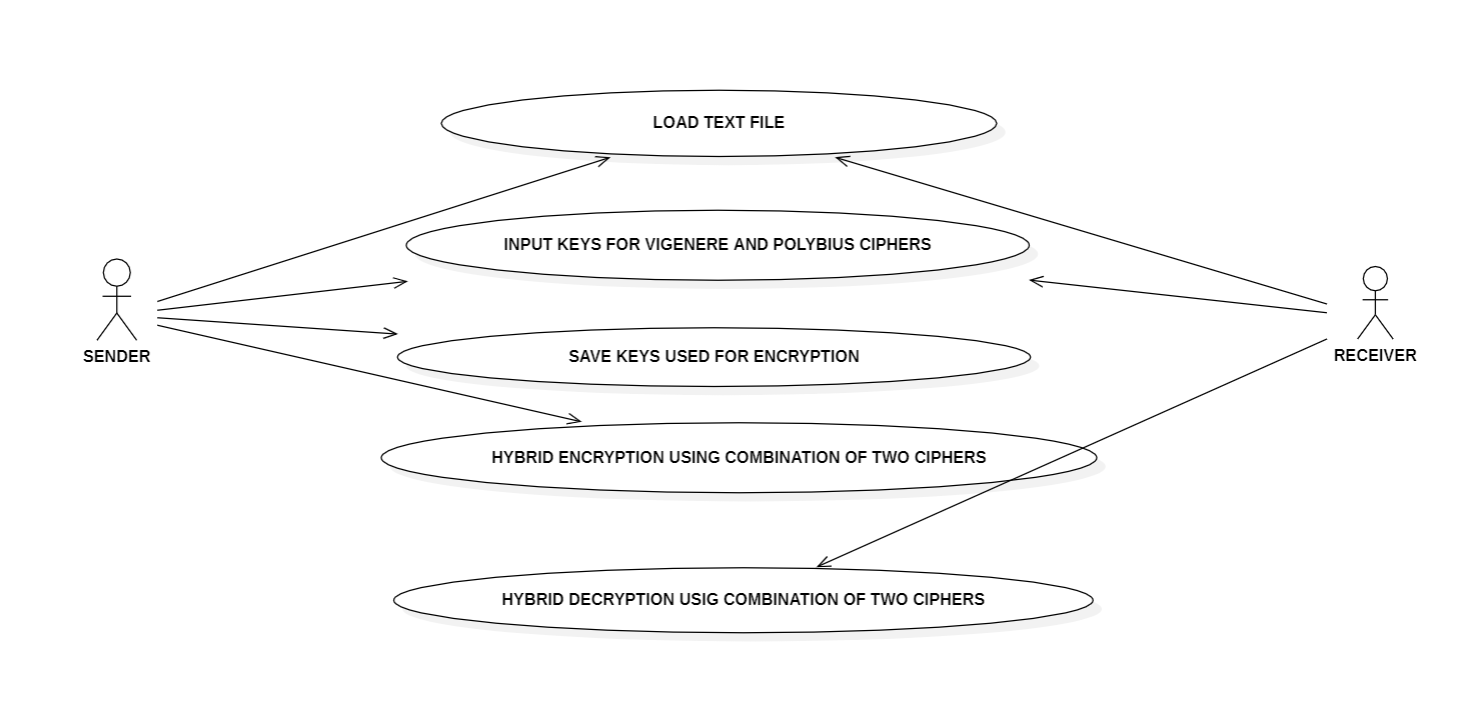 LOAD TEXT FILE
INPUT KEYS FOR VIGENERE AND POLYBIUS CIPHERS
SENDER
SAVE KEYS USED FOR ENCRYPTION
RECEIVER
HYBRID ENCRYPTION USING COMBINATION OF TWO CIPHERS
HYBRID DECRYPTION USIG COMBINATION OF TWO CIPHERS